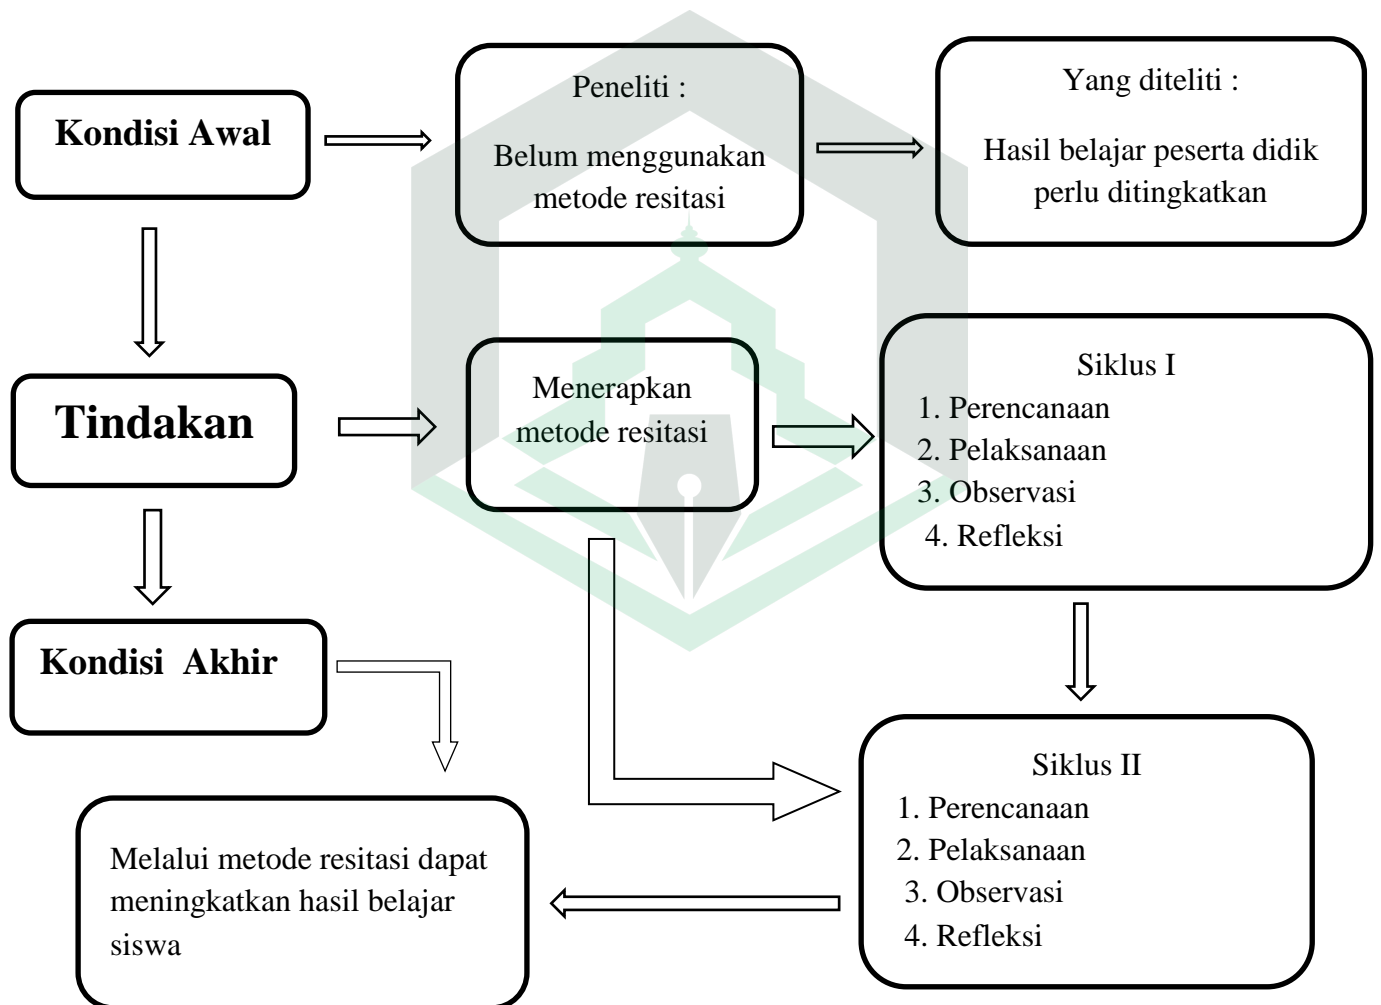 Kondisi Awal
Peneliti :
Belum menggunakan
metode resitasi
Yang diteliti :
Hasil belajar peserta didik
perlu ditingkatkan
Tindakan
Menerapkan
metode resitasi
Siklus I
1. Perencanaan
2. Pelaksanaan
3. Observasi
4. Refleksi
Kondisi Akhir
Siklus II
1. Perencanaan
2. Pelaksanaan
3. Observasi
4. Refleksi
Melalui metode resitasi dapat
meningkatkan hasil belajar
siswa